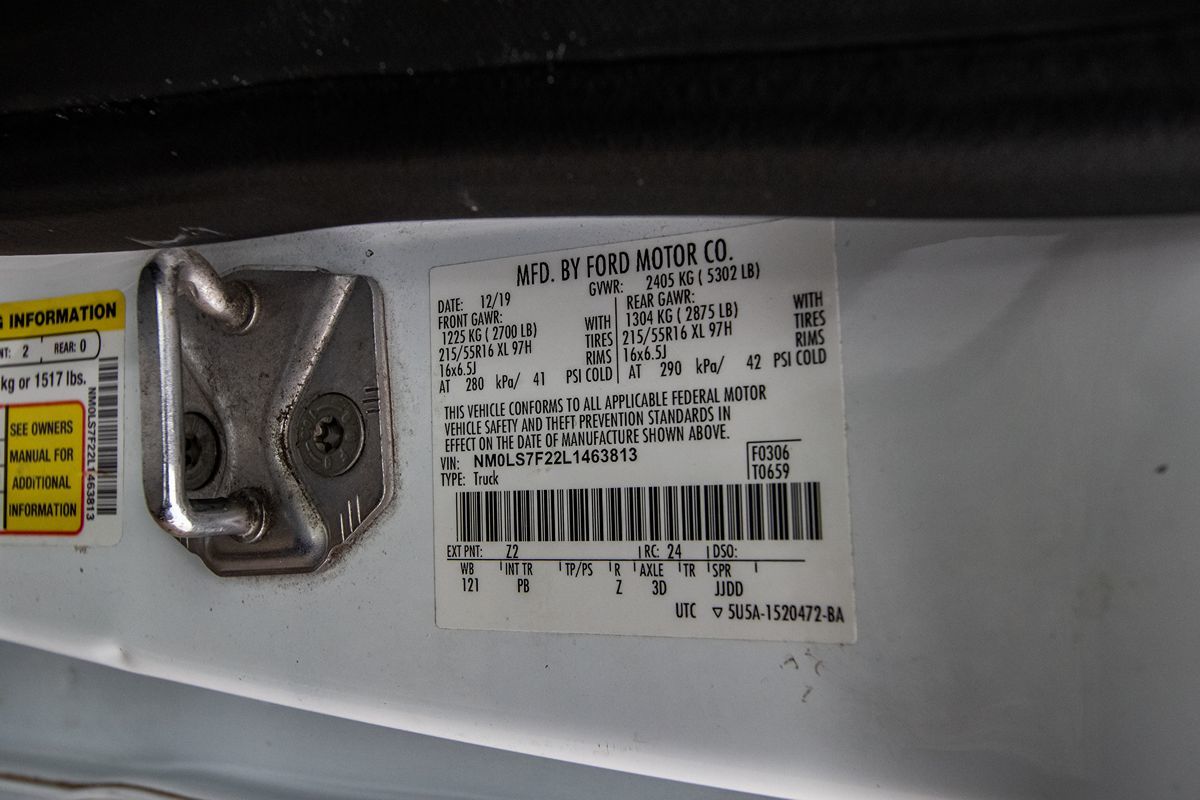 G INFORMATION
NT: 2 REAR: 0
kg or 1517 lbs.
SEE OWNERS
MANUAL FOR
ADDITIONAL
INFORMATION
NM0LS7F22L1463813
MFD. BY FORD MOTOR CO.
DATE: 12/19 GVWR: 2405 KG ( 5302 LB)
FRONT GAWR: REAR GAWR:
1225 KG ( 2700 LB) WITH 1304 KG ( 2875 LB) WITH
215/55R16 XL 97H TIRES 215/55R16 XL 97H TIRES
16x6.5J RIMS 16x6.5J RIMS
AT 280 kPa/ 41 PSI COLD AT 290 kPa/ 42 PSI COLD
THIS VEHICLE CONFORMS TO ALL APPLICABLE FEDERAL MOTOR
VEHICLE SAFETY AND THEFT PREVENTION STANDARDS IN
EFFECT ON THE DATE OF MANUFACTURE SHOWN ABOVE.
VIN: NM0LS7F22L1463813
TYPE: Truck
F0306
T0659
EXT PNT: Z2 RC: 24 DSO:
WB INT TR TP/PS R AXLE TR SPR
121 PB Z 3D JJDD
UTC ▽ 5U5A-1520472-BA